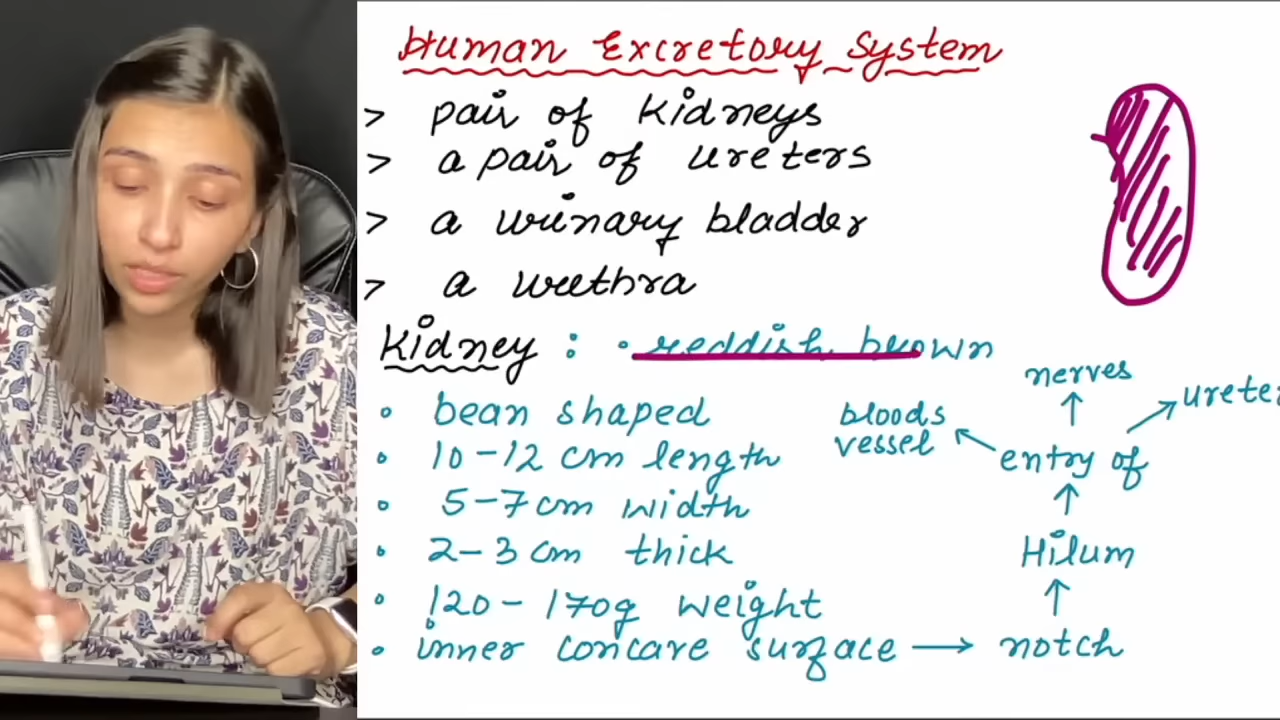 Human Excretory System
> pair of kidneys
> a pair of ureters
> a urinary bladder
> a urethra
Kidney : • reddish brown
• bean shaped
• 10-12 cm length
• 5-7cm width
• 2-3 cm thick
• 120-170g weight
• inner concave surface → notch
Hilum
entry of
bloods vessel
nerves
ureter